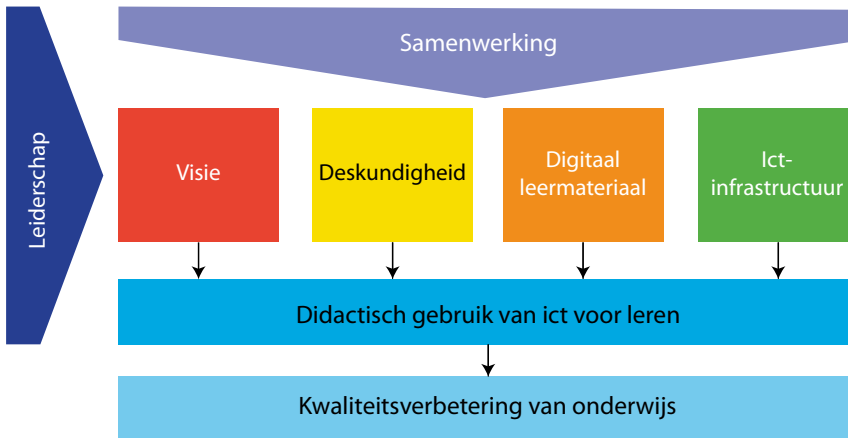 Samenwerking
Leiderschap
Visie
Deskundigheid
Digitaal
leermateriaal
Ict-
infrastructuur
Didactisch gebruik van ict voor leren
Kwaliteitsverbetering van onderwijs